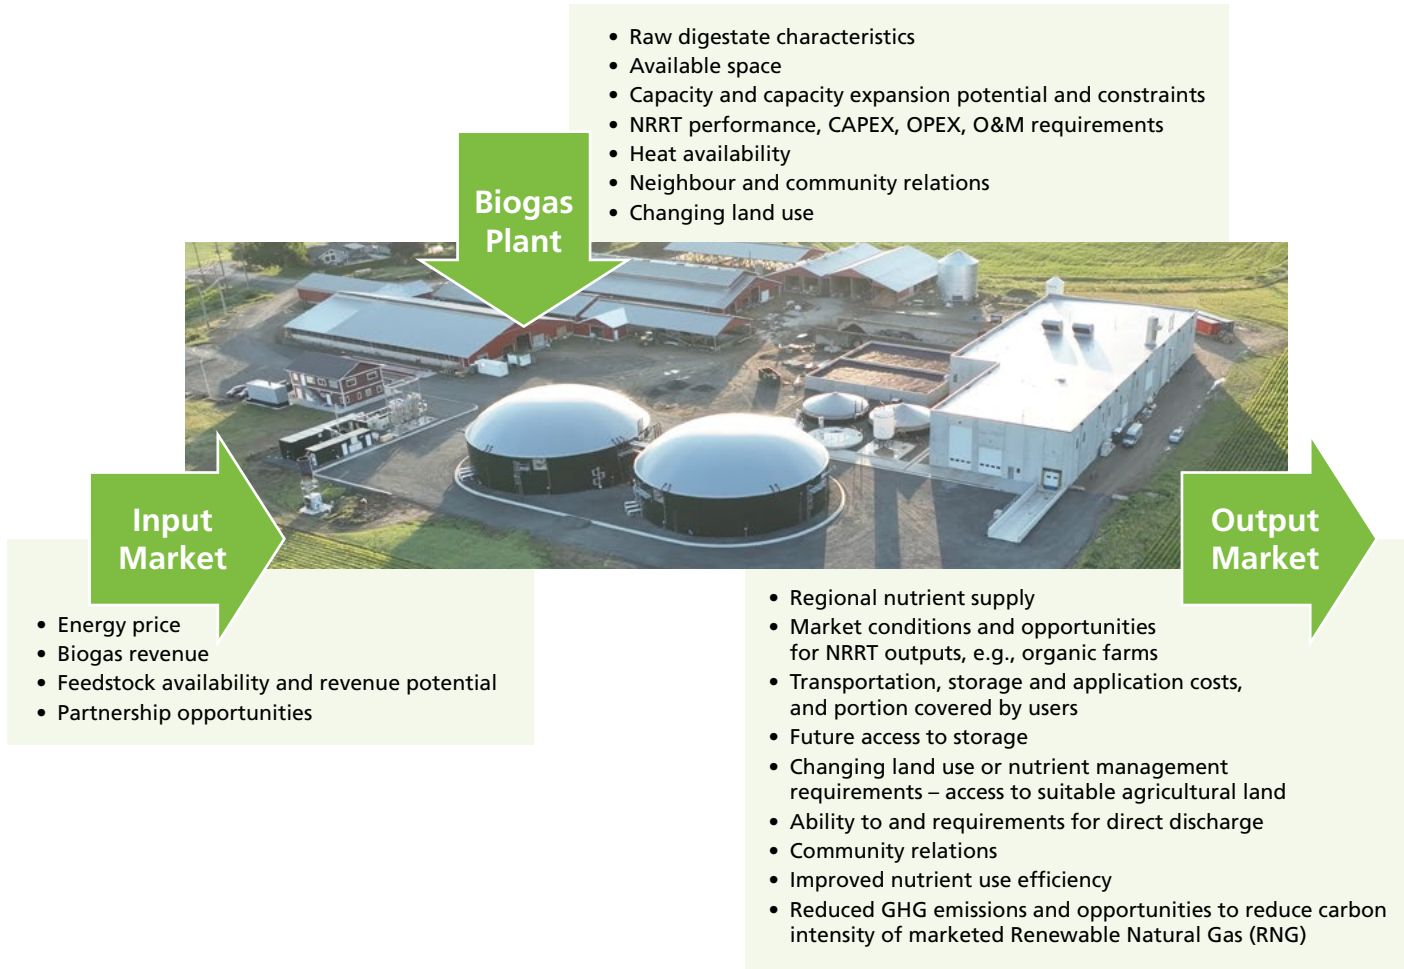 • Raw digestate characteristics
• Available space
• Capacity and capacity expansion potential and constraints
• NRRT performance, CAPEX, OPEX, O&M requirements
• Heat availability
• Neighbour and community relations
• Changing land use
Biogas
Plant
Input
Market
• Energy price
• Biogas revenue
• Feedstock availability and revenue potential
• Partnership opportunities
Output
Market
• Regional nutrient supply
• Market conditions and opportunities
for NRRT outputs, e.g., organic farms
• Transportation, storage and application costs,
and portion covered by users
• Future access to storage
• Changing land use or nutrient management
requirements – access to suitable agricultural land
• Ability to and requirements for direct discharge
• Community relations
• Improved nutrient use efficiency
• Reduced GHG emissions and opportunities to reduce carbon
intensity of marketed Renewable Natural Gas (RNG)